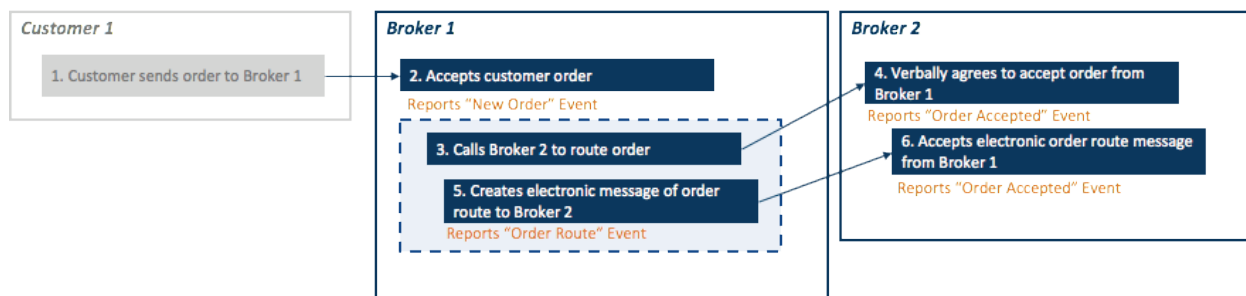 Customer 1
1. Customer sends order to Broker 1
Broker 1
2. Accepts customer order
Reports "New Order" Event
3. Calls Broker 2 to route order
5. Creates electronic message of order
route to Broker 2
Reports "Order Route" Event
Broker 2
4. Verbally agrees to accept order from
Broker 1
Reports "Order Accepted" Event
6. Accepts electronic order route message
from Broker 1
Reports "Order Accepted" Event